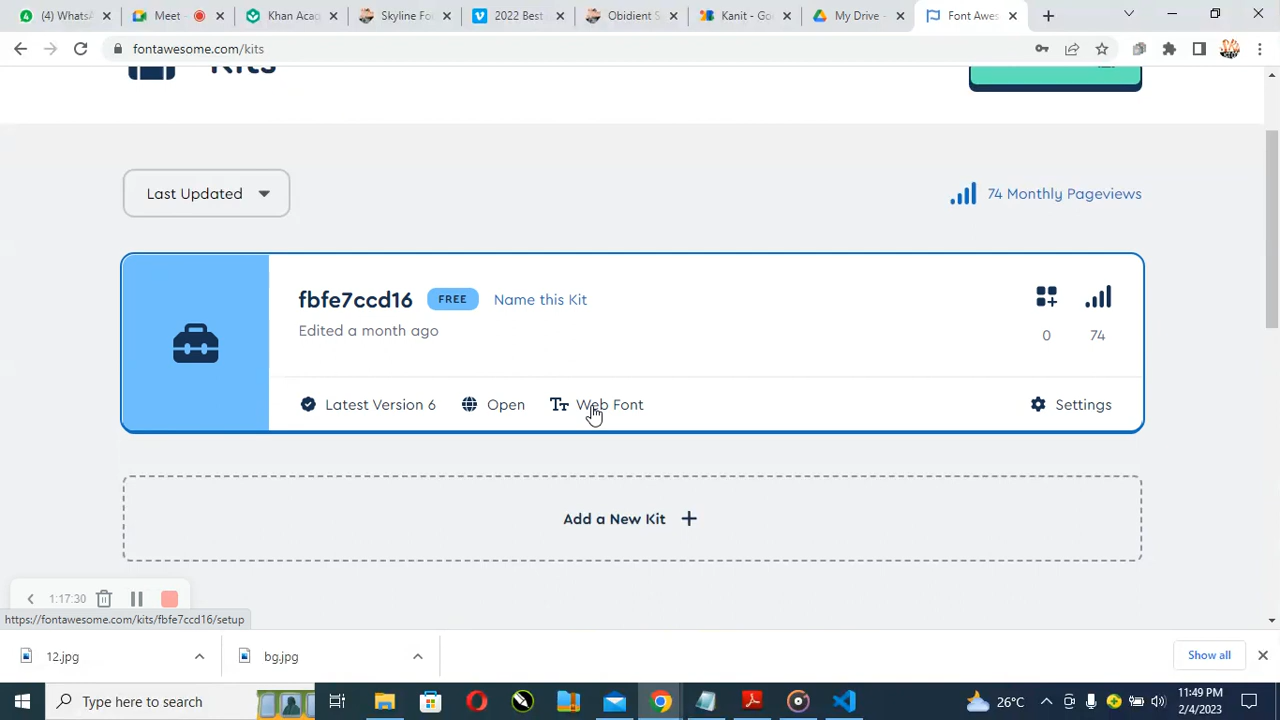 (4) WhatsA
Meet -
Khan Aca
Skyline Fo
2022 Best
Obidient S
Kanit - Go
My Drive -
Font Awes
fontawesome.com/kits
Kits
Last Updated
74 Monthly Pageviews
fbfe7ccd16
FREE
Name this Kit
Edited a month ago
0
74
Latest Version 6
Open
Web Font
Settings
Add a New Kit
1:17:30
https://fontawesome.com/kits/fbfe7ccd16/setup
12.jpg
bg.jpg
Show all
Type here to search
26°C
11:49 PM
2/4/2023